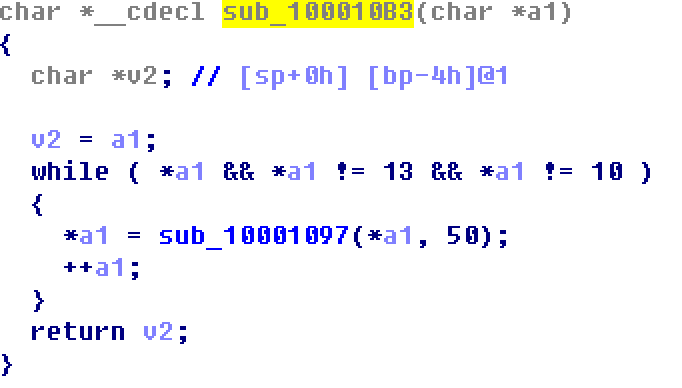 char *__cdecl sub_100010B3(char *a1)
{
  char *v2; // [sp+0h] [bp-4h]@1

  v2 = a1;
  while ( *a1 && *a1 != 13 && *a1 != 10 )
  {
    *a1 = sub_10001097(*a1, 50);
    ++a1;
  }
  return v2;
}